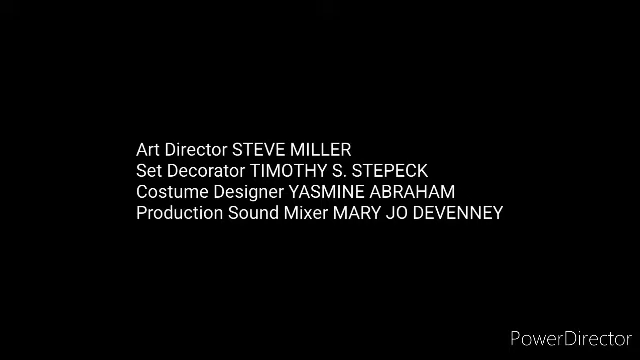 Art Director STEVE MILLER
Set Decorator TIMOTHY S. STEPECK
Costume Designer YASMINE ABRAHAM
Production Sound Mixer MARY JO DEVENNEY
PowerDirector